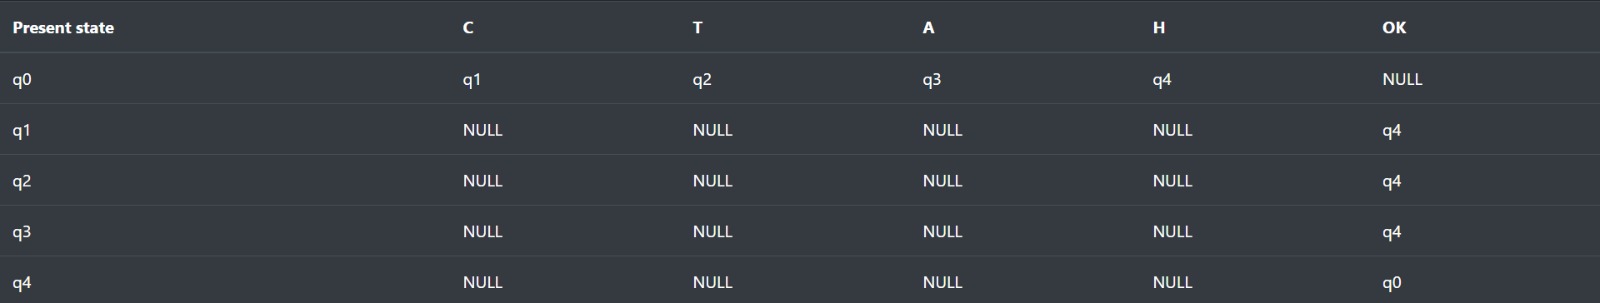 Present state C T A H OK
q0 q1 q2 q3 q4 NULL
q1 NULL NULL NULL NULL q4
q2 NULL NULL NULL NULL q4
q3 NULL NULL NULL NULL q4
q4 NULL NULL NULL NULL q0